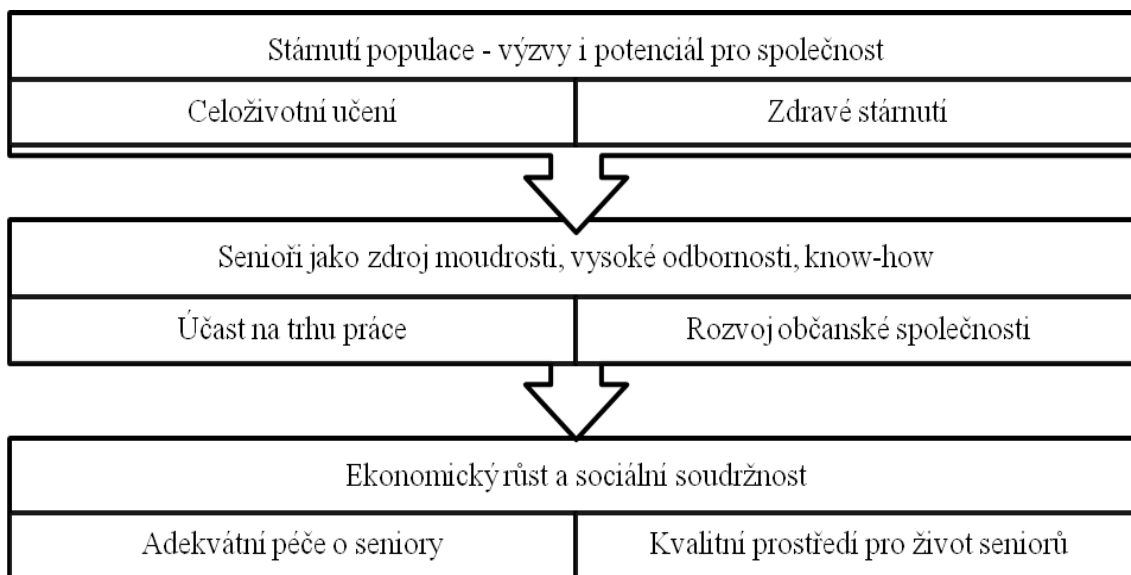 Stárnutí populace - výzvy i potenciál pro společnost
Celoživotní učení
Zdravé stárnutí
Senioři jako zdroj moudrosti, vysoké odbornosti, know-how
Účast na trhu práce
Rozvoj občanské společnosti
Ekonomický růst a sociální soudržnost
Adekvátní péče o seniory
Kvalitní prostředí pro život seniorů